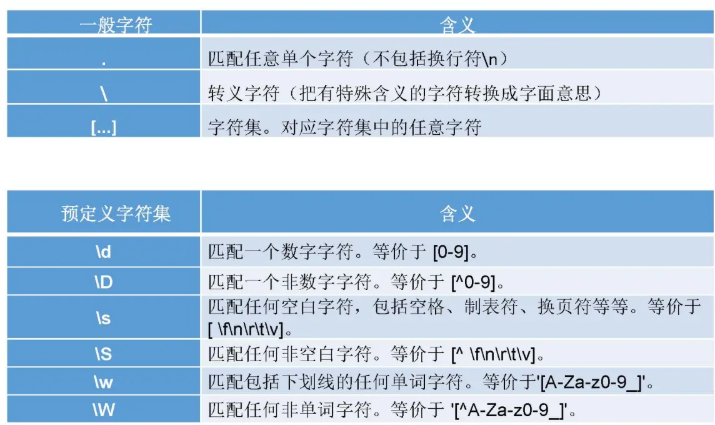 一般字符 含义
. 匹配任意单个字符（不包括换行符\n）
\ 转义字符（把有特殊含义的字符转换成字面意思）
[...] 字符集。对应字符集中的任意字符
预定义字符集 含义
\d 匹配一个数字字符。等价于 [0-9]。
\D 匹配一个非数字字符。等价于 [^0-9]。
\s 匹配任何空白字符，包括空格、制表符、换页符等等。等价于
[ \f\n\r\t\v]。
\S 匹配任何非空白字符。等价于 [^ \f\n\r\t\v]。
\w 匹配包括下划线的任何单词字符。等价于'[A-Za-z0-9_]'。
\W 匹配任何非单词字符。等价于 '[^A-Za-z0-9_]'。